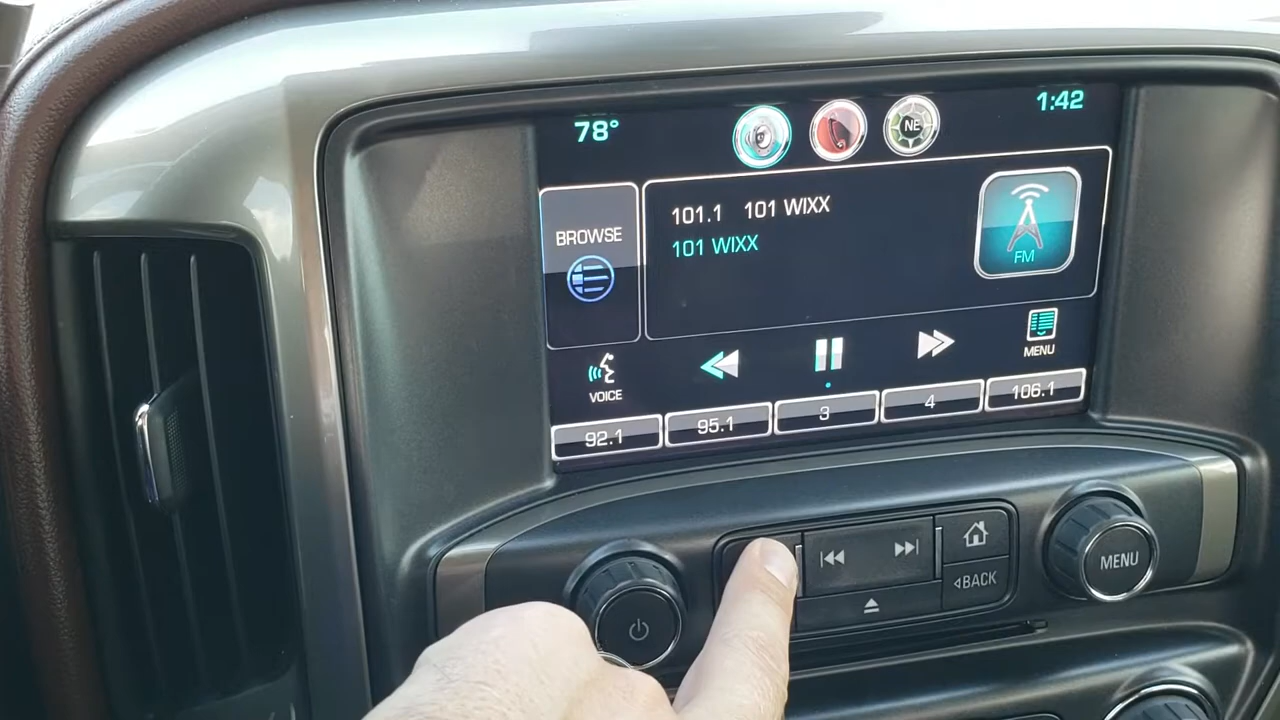 78°
NE
1:42
BROWSE
101.1 101 WIXX
101 WIXX
FM
VOICE
MENU
92.1
95.1
3
4
106.1
MENU
BACK